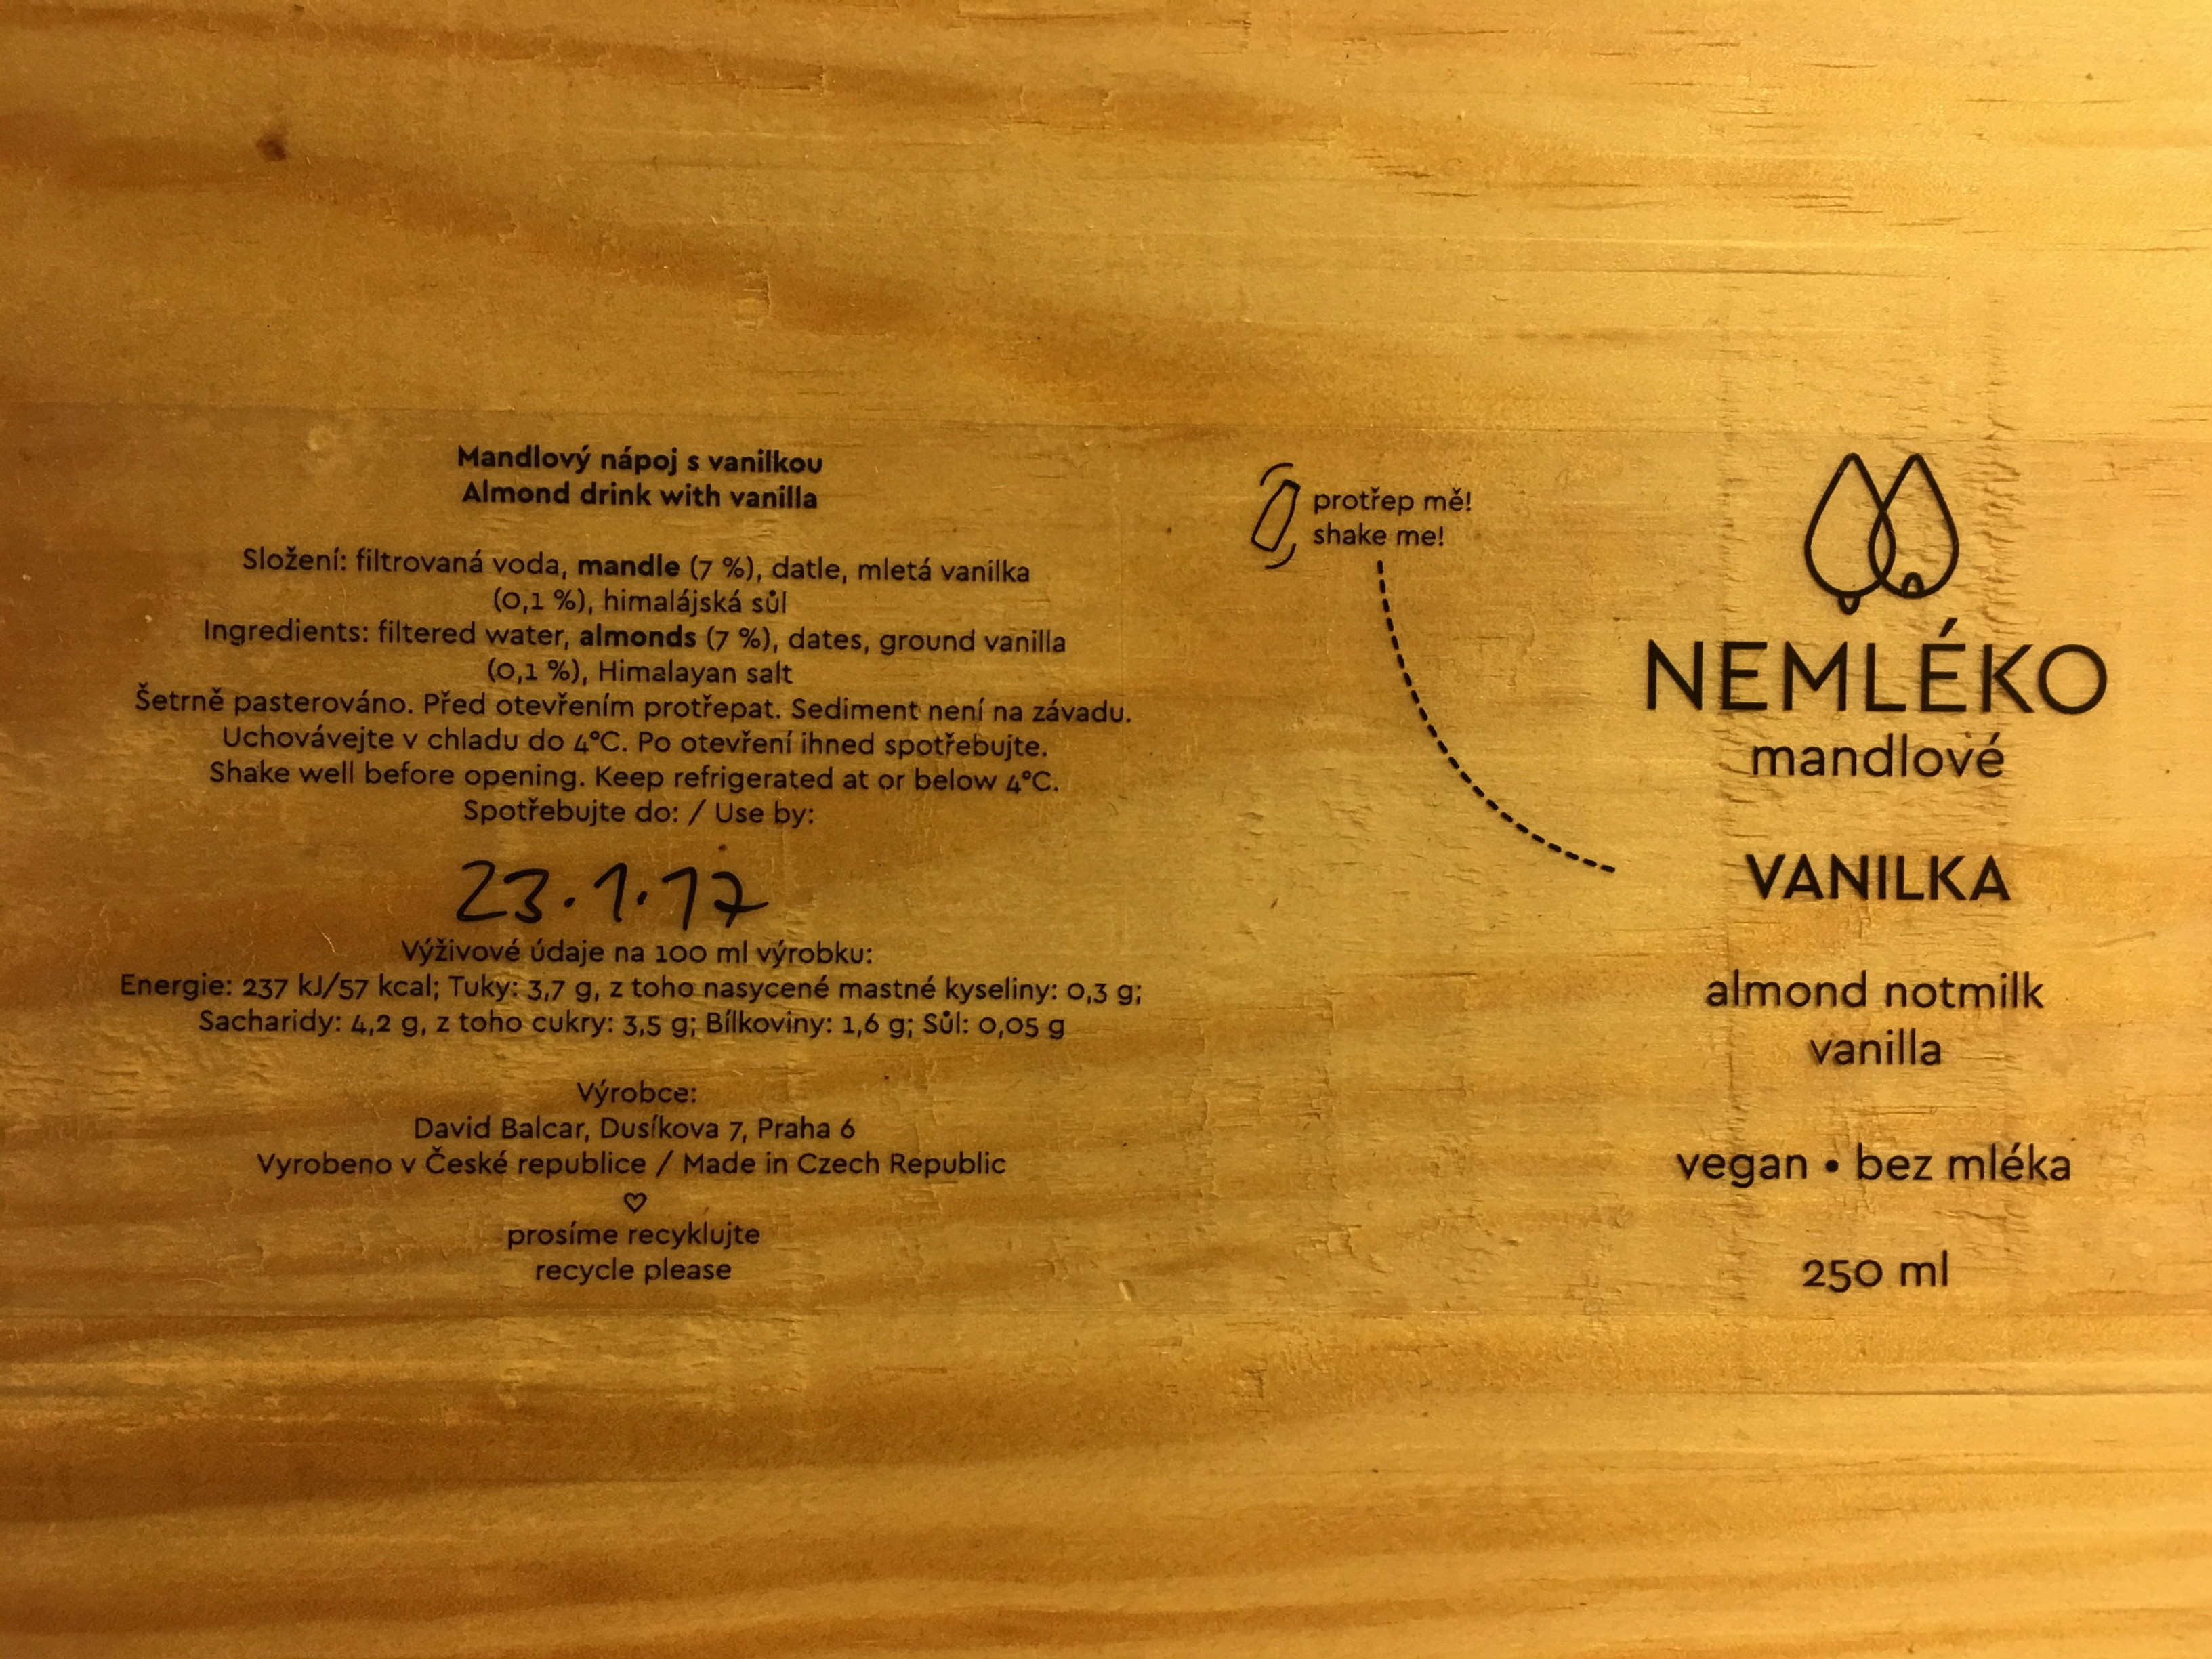 Mandlový nápoj s vanilkou
Almond drink with vanilla
Složení: filtrovaná voda, mandle (7 %), datle, mletá vanilka
(0,1 %), himalájská sůl
Ingredients: filtered water, almonds (7 %), dates, ground vanilla
(0,1 %), Himalayan salt
Šetrně pasterováno. Před otevřením protřepat. Sediment není na závadu.
Uchovávejte v chladu do 4°C. Po otevření ihned spotřebujte.
Shake well before opening. Keep refrigerated at or below 4°C.
Spotřebujte do: / Use by:
23.1.17
Výživové údaje na 100 ml výrobku:
Energie: 237 kJ/57 kcal; Tuky: 3,7 g, z toho nasycené mastné kyseliny: 0,3 g;
Sacharidy: 4,2 g, z toho cukry: 3,5 g; Bílkoviny: 1,6 g; Sůl: 0,05 g
Výrobce:
David Balcar, Dusíkova 7, Praha 6
Vyrobeno v České republice / Made in Czech Republic
♡
prosíme recyklujte
recycle please
protřep mě!
shake me!
NEMLÉKO
mandlové
VANILKA
almond notmilk
vanilla
vegan • bez mléka
250 ml